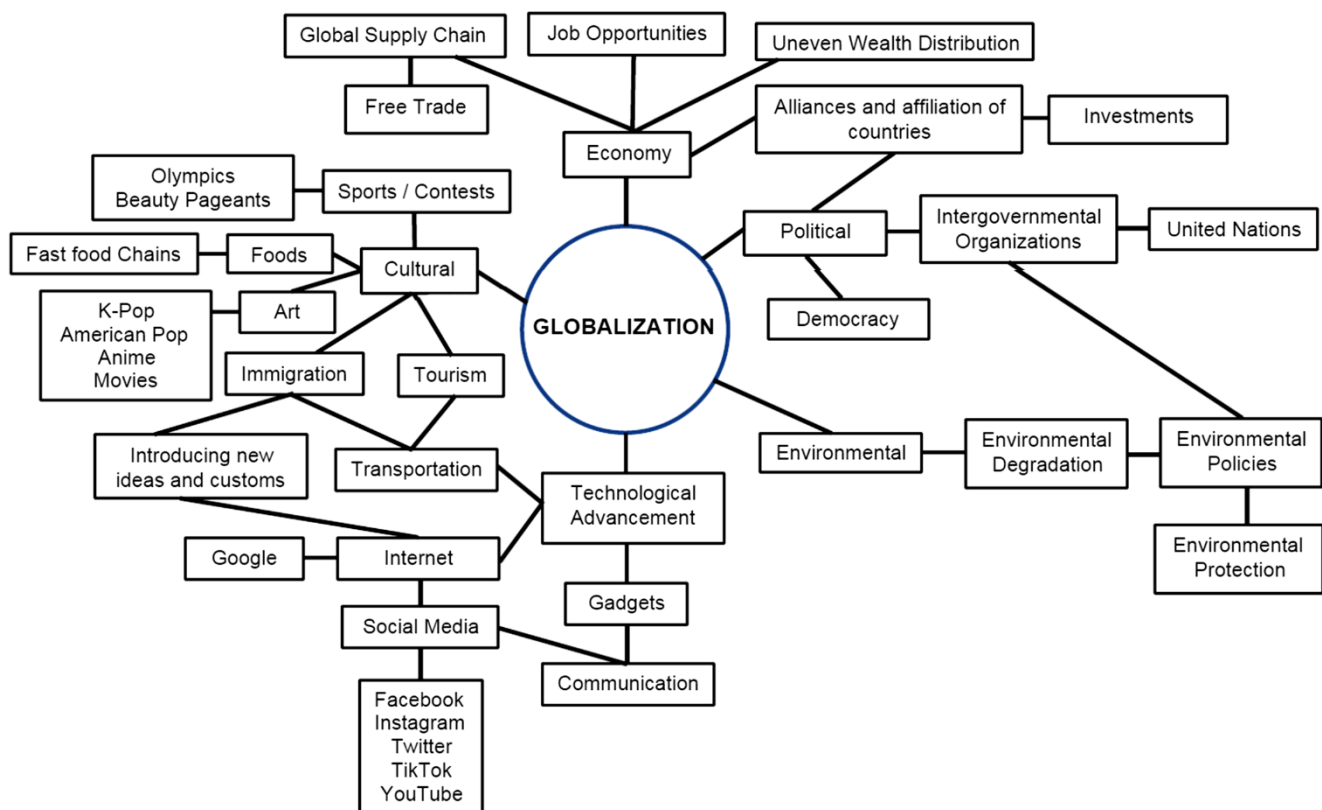 Global Supply Chain
Job Opportunities
Uneven Wealth Distribution
Free Trade
Alliances and affiliation of
countries
Investments
Economy
Olympics
Beauty Pageants
Sports / Contests
Political
Intergovernmental
Organizations
United Nations
Fast food Chains
Foods
Cultural
K-Pop
American Pop
Anime
Movies
Art
GLOBALIZATION
Democracy
Immigration
Tourism
Introducing new
ideas and customs
Transportation
Technological
Advancement
Environmental
Environmental
Degradation
Environmental
Policies
Google
Internet
Environmental
Protection
Gadgets
Social Media
Communication
Facebook
Instagram
Twitter
TikTok
YouTube